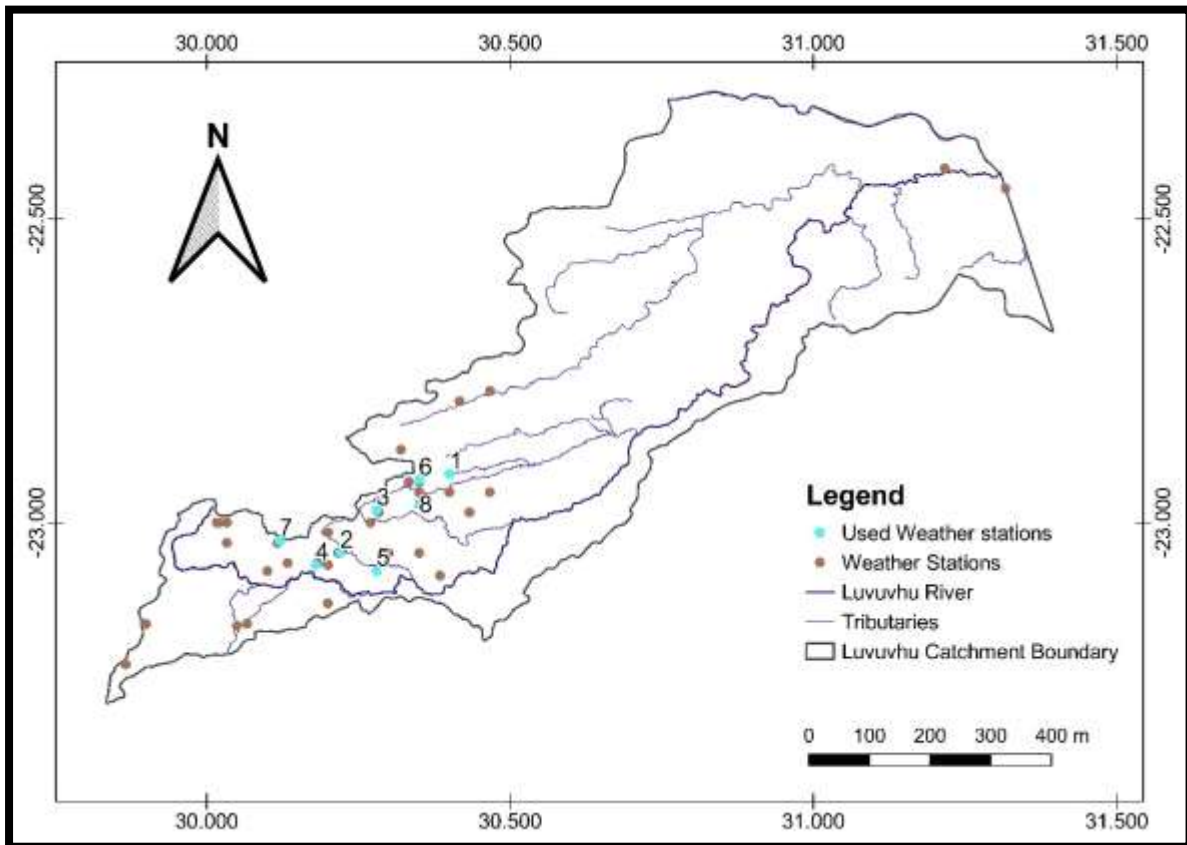 30.000 30.500 31.000 31.500
N
-22.500 -22.500
6 1
3
8
Legend
-23.000 -23.000
7 2
4 5
Used Weather stations
Weather Stations
Luvuvhu River
Tributaries
Luvuvhu Catchment Boundary
0 100 200 300 400 m
30.000 30.500 31.000 31.500